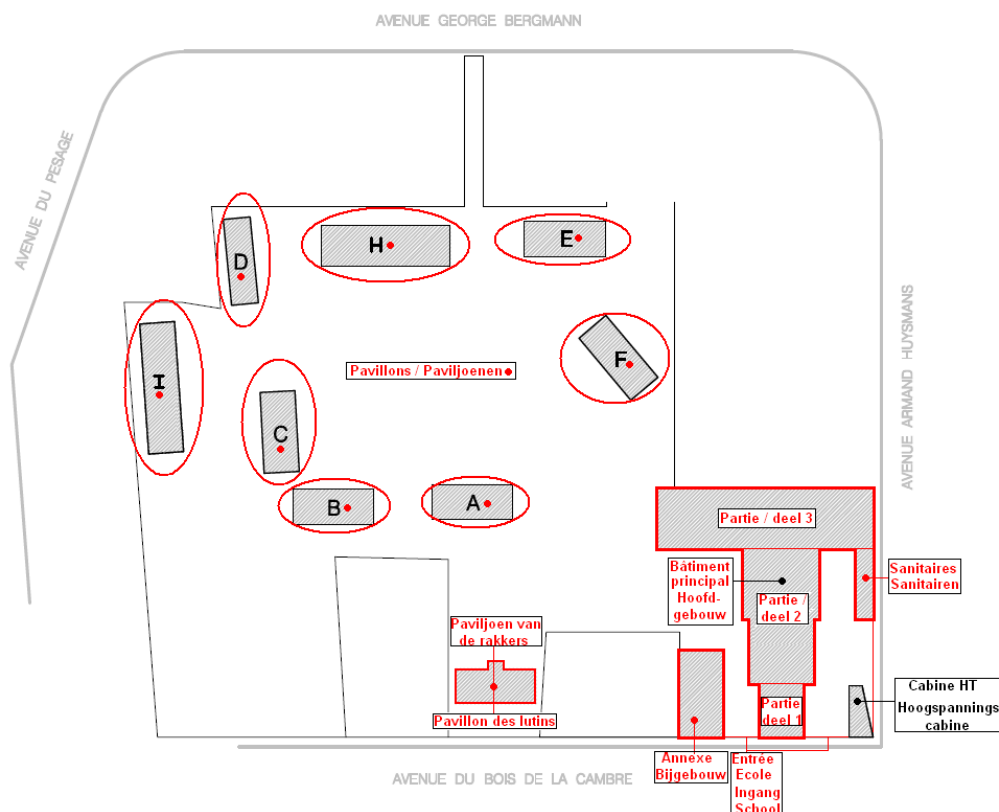 AVENUE GEORGE BERGMANN
AVENUE DU PESAGE
D
H
E
I
Pavillons / Paviljoenen
F
AVENUE ARMAND HUYSMANS
C
B
A
Partie / deel 3
Bâtiment
principal
Hoofd-
gebouw
Sanitaires
Sanitairen
Partie /
deel 2
Paviljoen van
de rakkers
Pavillon des lutins
Partie
deel 1
Cabine HT
Hoogspannings
cabine
Annexe
Bijgebouw
Entrée
Ecole
Ingang
School
AVENUE DU BOIS DE LA CAMBRE